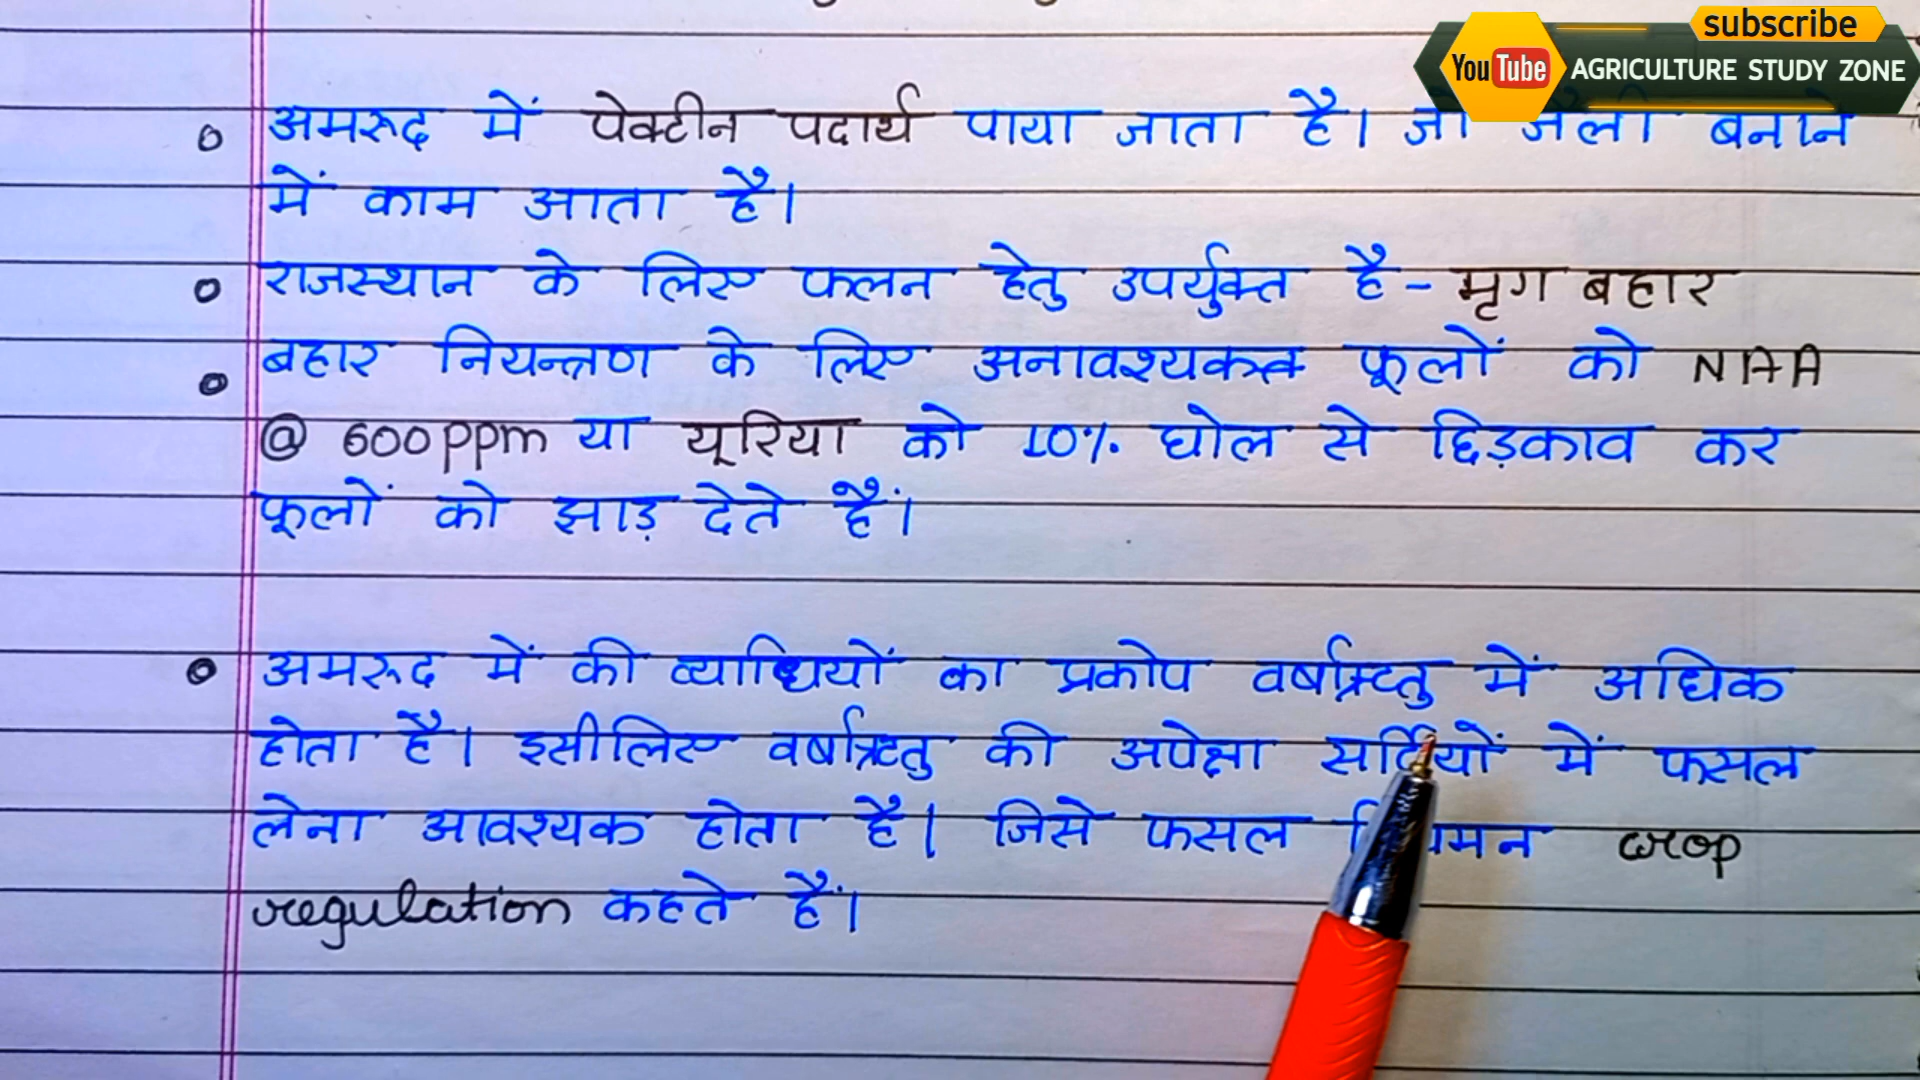 subscribe
YouTube AGRICULTURE STUDY ZONE
अमरूद में पेक्टीन पदार्थ पाया जाता है। जो जैली बनाने
में काम आता है।
राजस्थान के लिए फलन हेतु उपर्युक्त है - मृग बहार
बहार नियन्त्रण के लिए अनावश्यक फूलों को NAA
@ 600 ppm या यूरिया को 10% घोल से छिड़काव कर
फूलों को झाड़ देते हैं।
अमरूद में की व्याधियों का प्रकोप वर्षाऋतु में अधिक
होता है। इसीलिए वर्षाऋतु की अपेक्षा सर्दियों में फसल
लेना आवश्यक होता है। जिसे फसल crop
regulation कहते हैं।